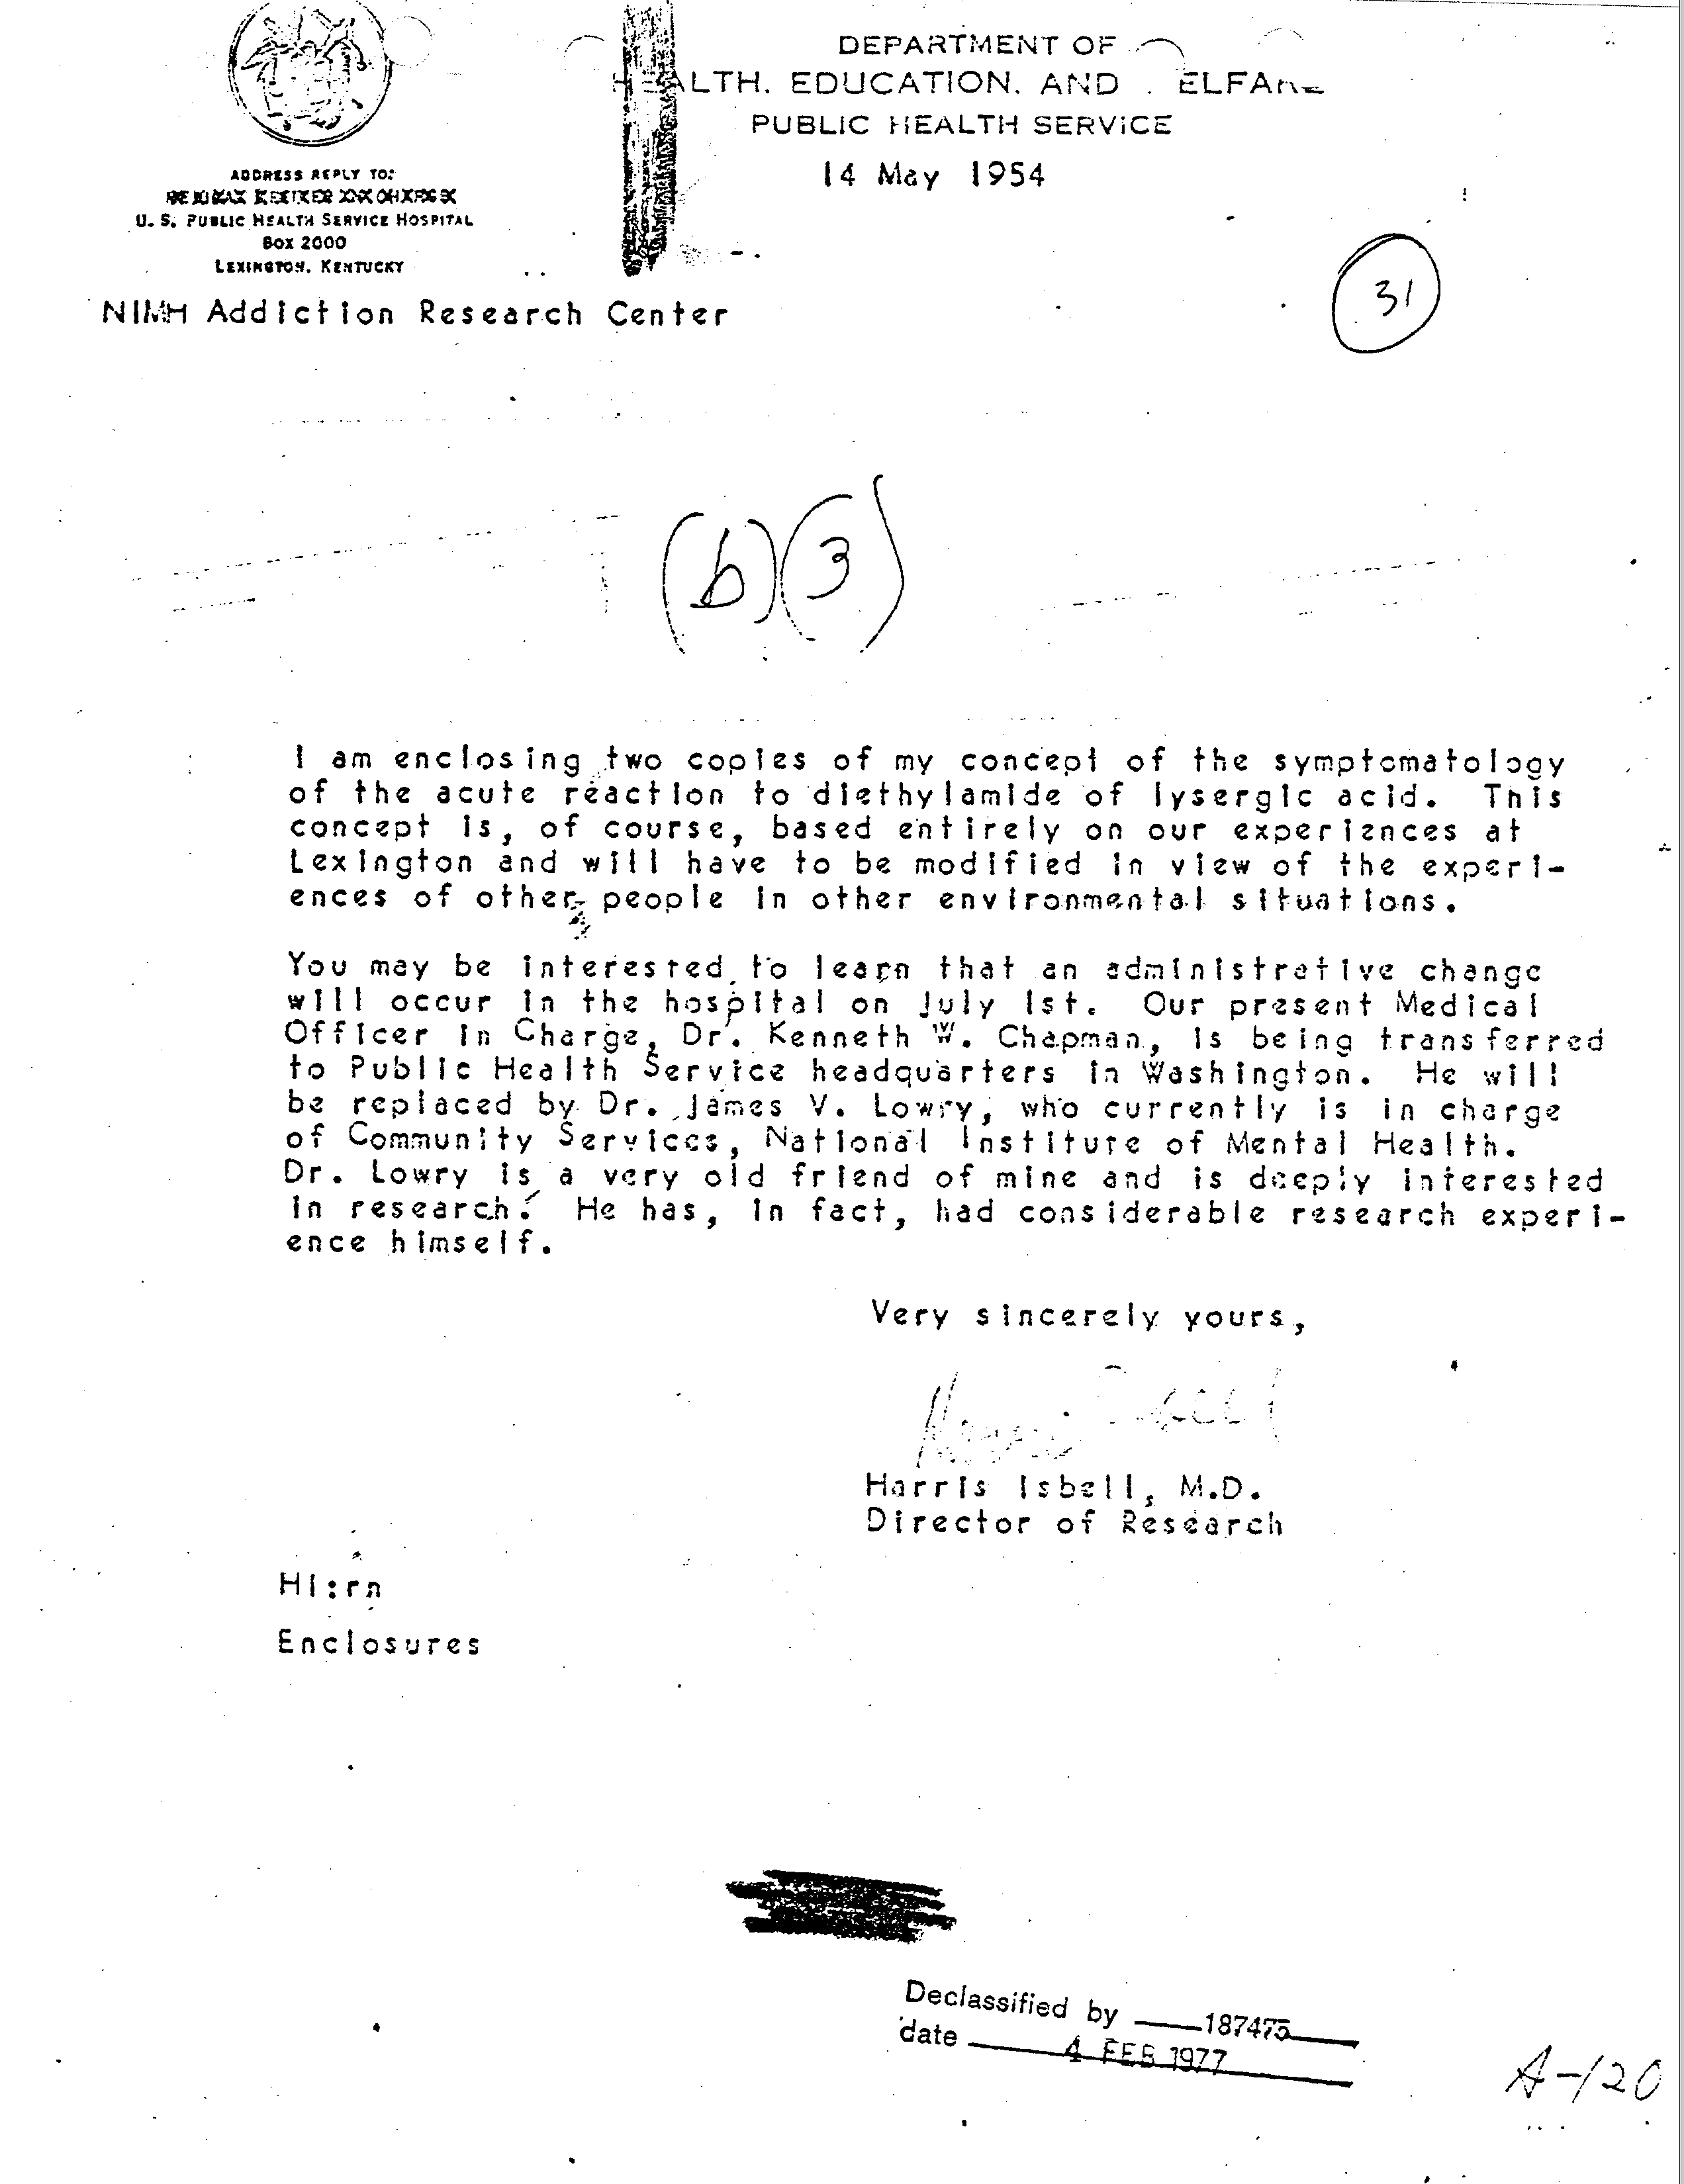 DEPARTMENT OF
HEALTH, EDUCATION, AND ELFARE
PUBLIC HEALTH SERVICE
14 May 1954
ADDRESS REPLY TO:
U. S. PUBLIC HEALTH SERVICE HOSPITAL
BOX 2000
LEXINGTON, KENTUCKY
NIMH Addiction Research Center
31
(b)(3)
I am enclosing two copies of my concept of the symptomatology
of the acute reaction to diethylamide of lysergic acid. This
concept is, of course, based entirely on our experiences at
Lexington and will have to be modified in view of the experi-
ences of other people in other environmental situations.
You may be interested to learn that an administrative change
will occur in the hospital on July 1st. Our present Medical
Officer in Charge, Dr. Kenneth W. Chapman, is being transferred
to Public Health Service headquarters in Washington. He will
be replaced by Dr. James V. Lowry, who currently is in charge
of Community Services, National Institute of Mental Health.
Dr. Lowry is a very old friend of mine and is deeply interested
in research. He has, in fact, had considerable research experi-
ence himself.
Very sincerely yours,
Harris Isbell
Harris Isbell, M.D.
Director of Research
HI:rn
Enclosures
Declassified by 187475
date 4 FEB 1977
A-120